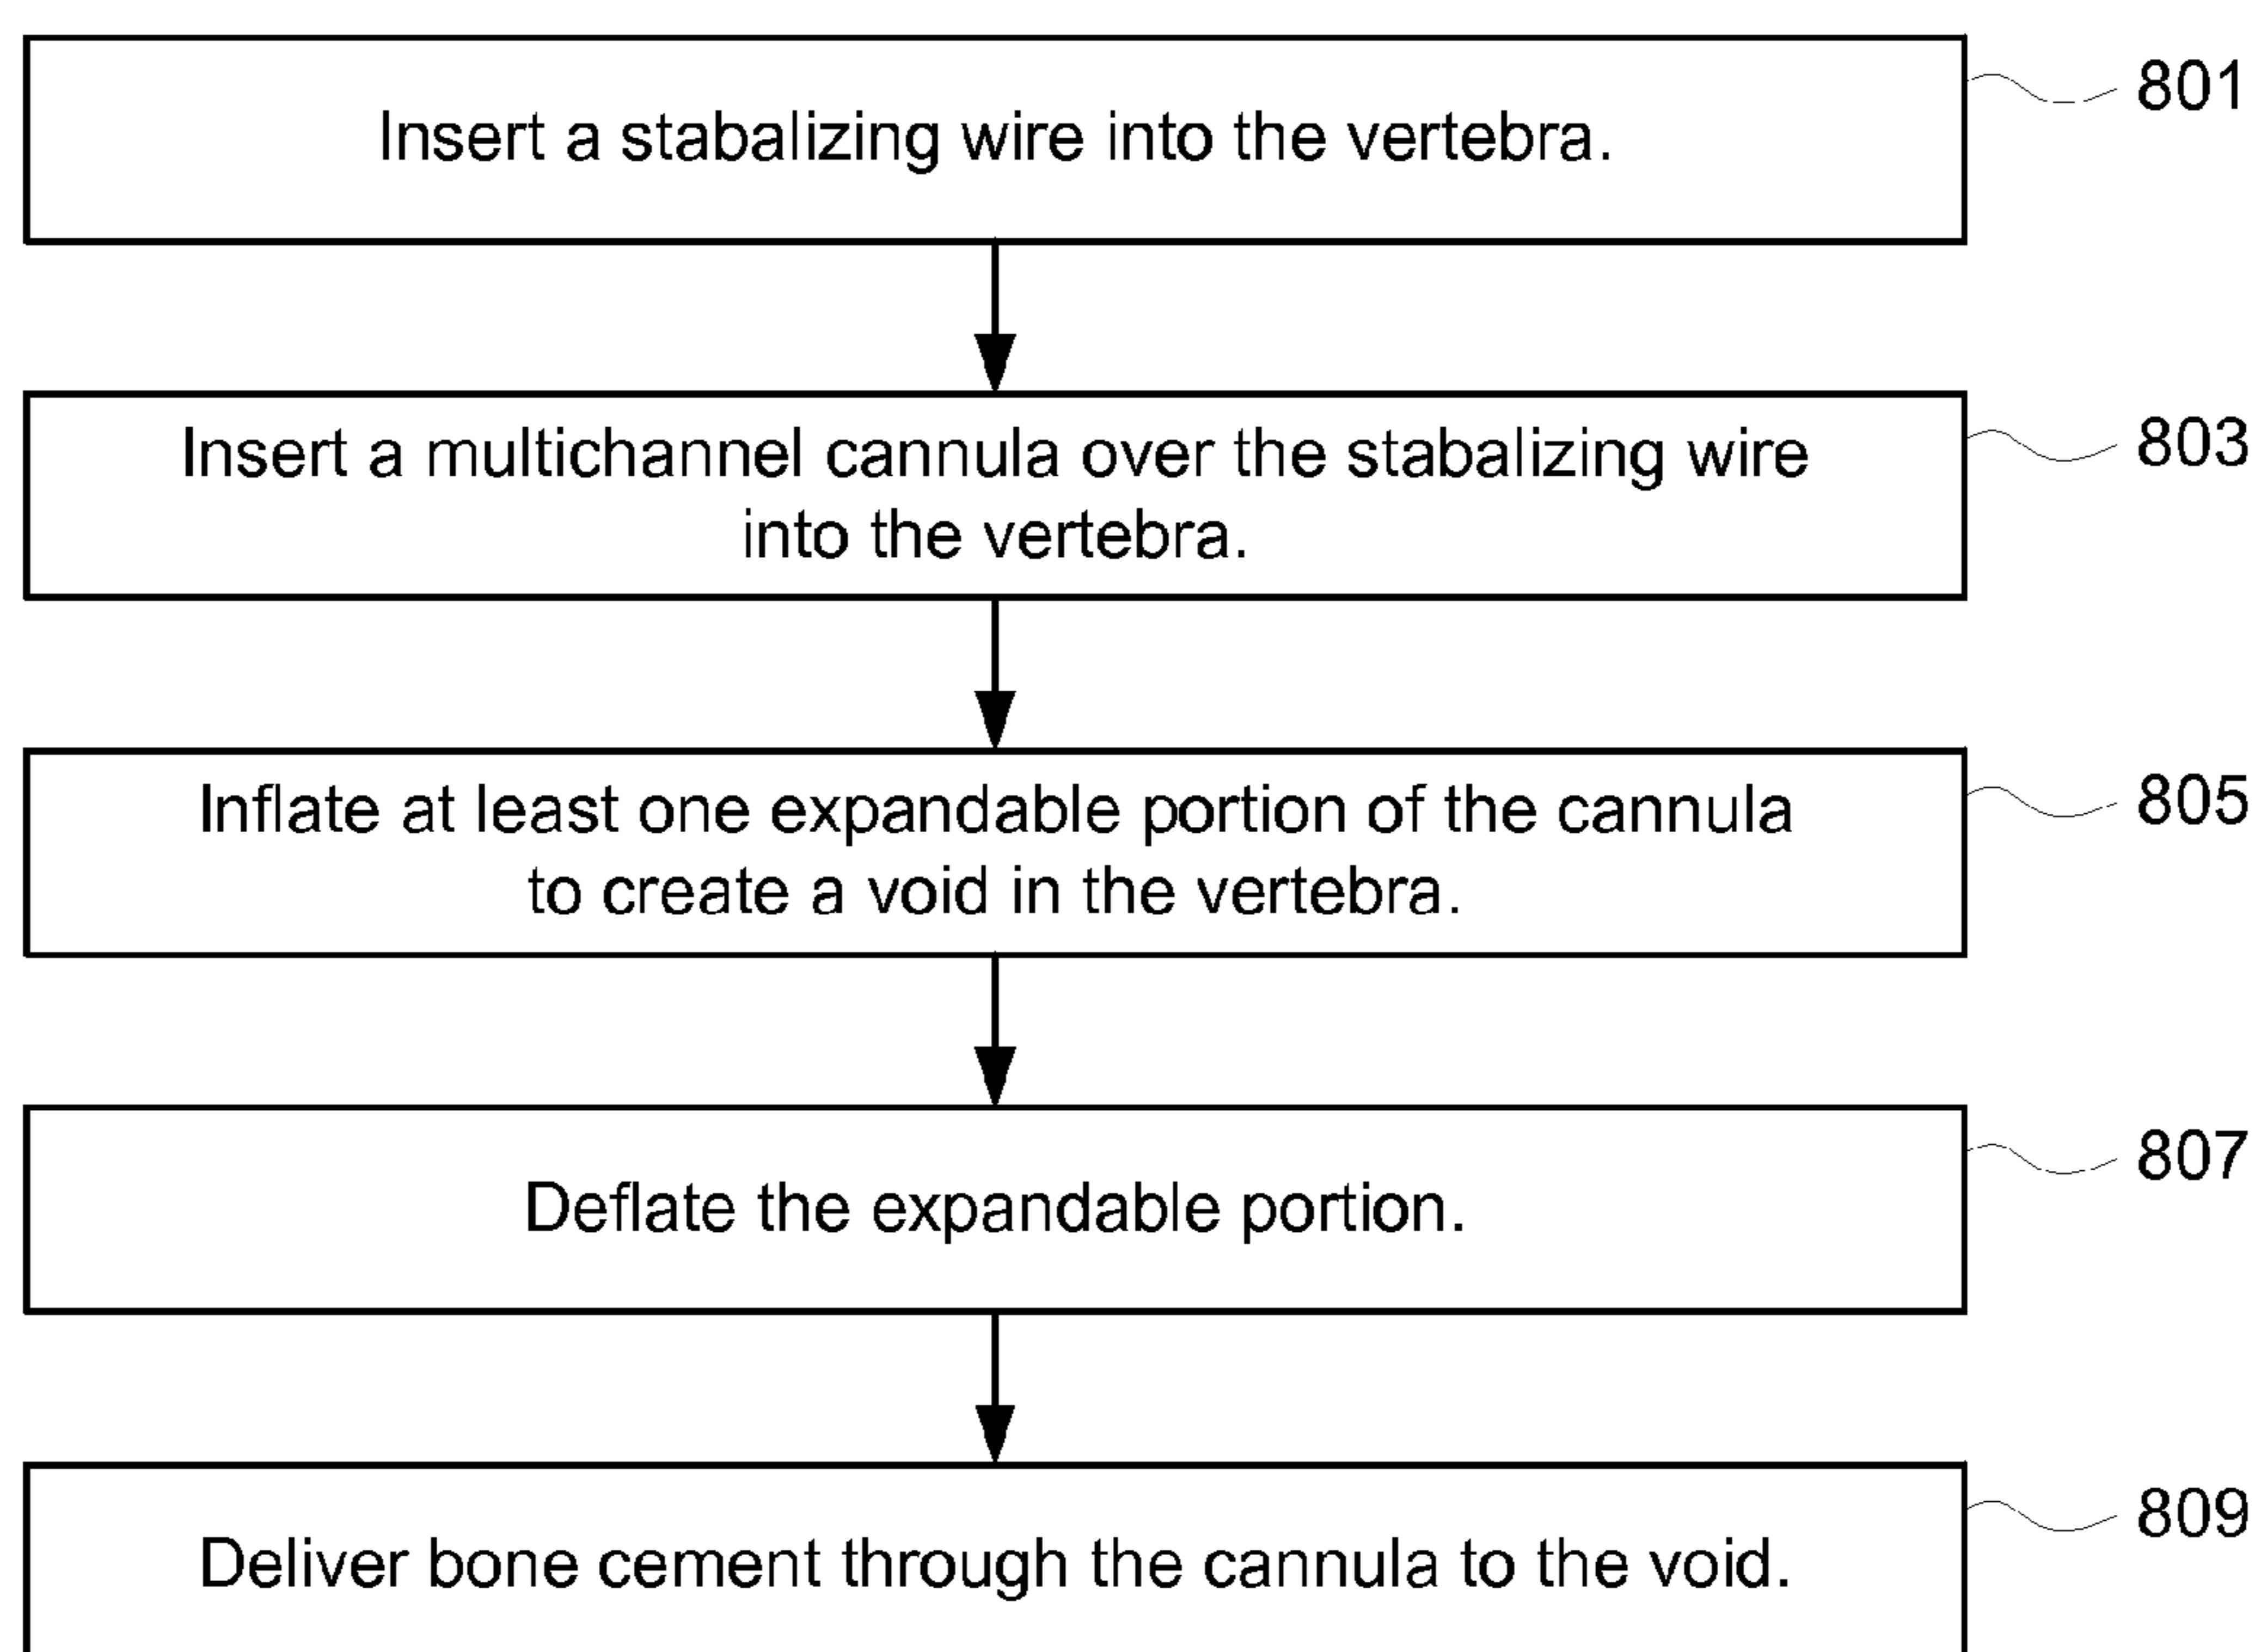 Insert a stabalizing wire into the vertebra.
801
Insert a multichannel cannula over the stabalizing wire
into the vertebra.
803
Inflate at least one expandable portion of the cannula
to create a void in the vertebra.
805
Deflate the expandable portion.
807
Deliver bone cement through the cannula to the void.
809